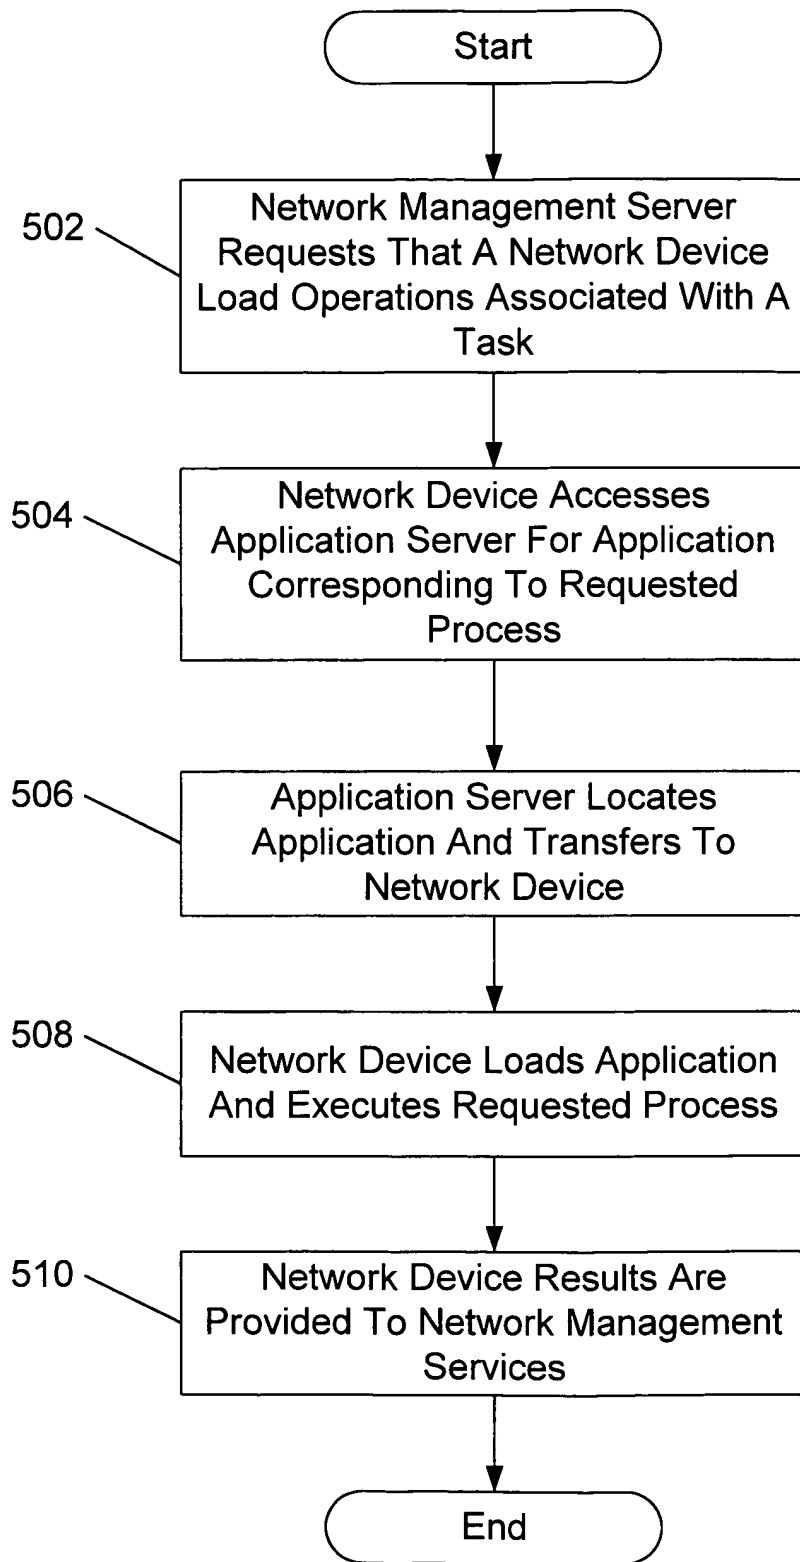 Start
502
Network Management Server
Requests That A Network Device
Load Operations Associated With A
Task
504
Network Device Accesses
Application Server For Application
Corresponding To Requested
Process
506
Application Server Locates
Application And Transfers To
Network Device
508
Network Device Loads Application
And Executes Requested Process
510
Network Device Results Are
Provided To Network Management
Services
End